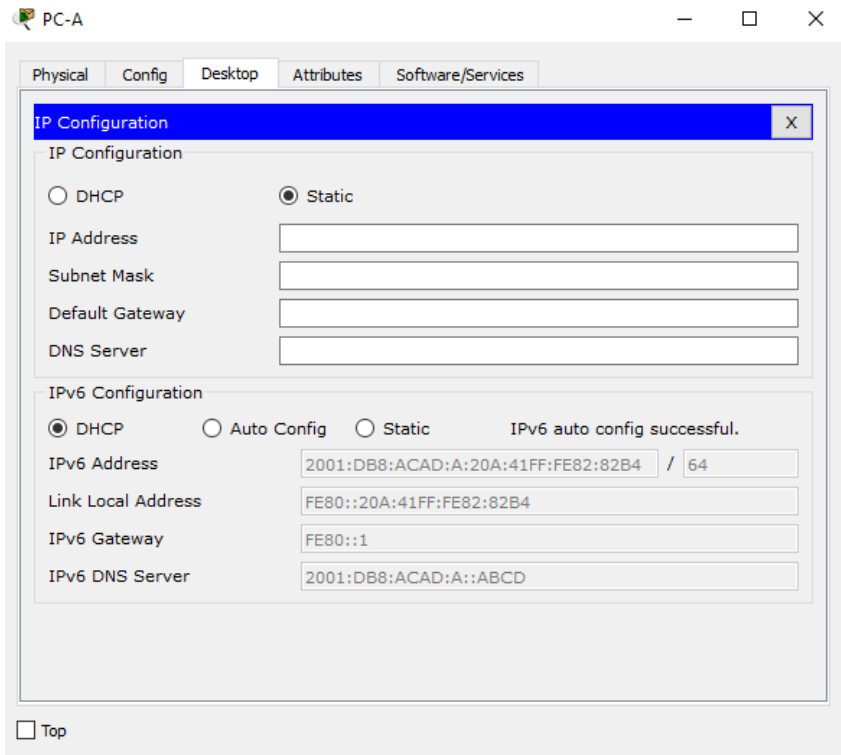 PC-A
Physical Config Desktop Attributes Software/Services
IP Configuration X
IP Configuration
DHCP Static
IP Address
Subnet Mask
Default Gateway
DNS Server
IPv6 Configuration
DHCP Auto Config Static IPv6 auto config successful.
IPv6 Address 2001:DB8:ACAD:A:20A:41FF:FE82:82B4 / 64
Link Local Address FE80::20A:41FF:FE82:82B4
IPv6 Gateway FE80::1
IPv6 DNS Server 2001:DB8:ACAD:A::ABCD
Top